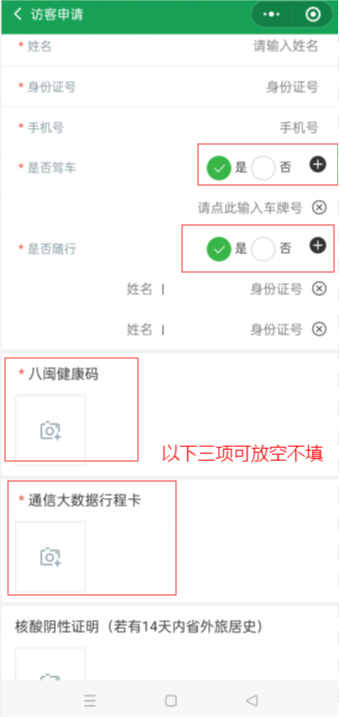 访客申请
* 姓名 请输入姓名
* 身份证号 身份证号
* 手机号 手机号
* 是否驾车 是 否
请点此输入车牌号
* 是否随行 是 否
姓名 身份证号
姓名 身份证号
* 八闽健康码
以下三项可放空不填
* 通信大数据行程卡
核酸阴性证明（若有14天内省外旅居史）